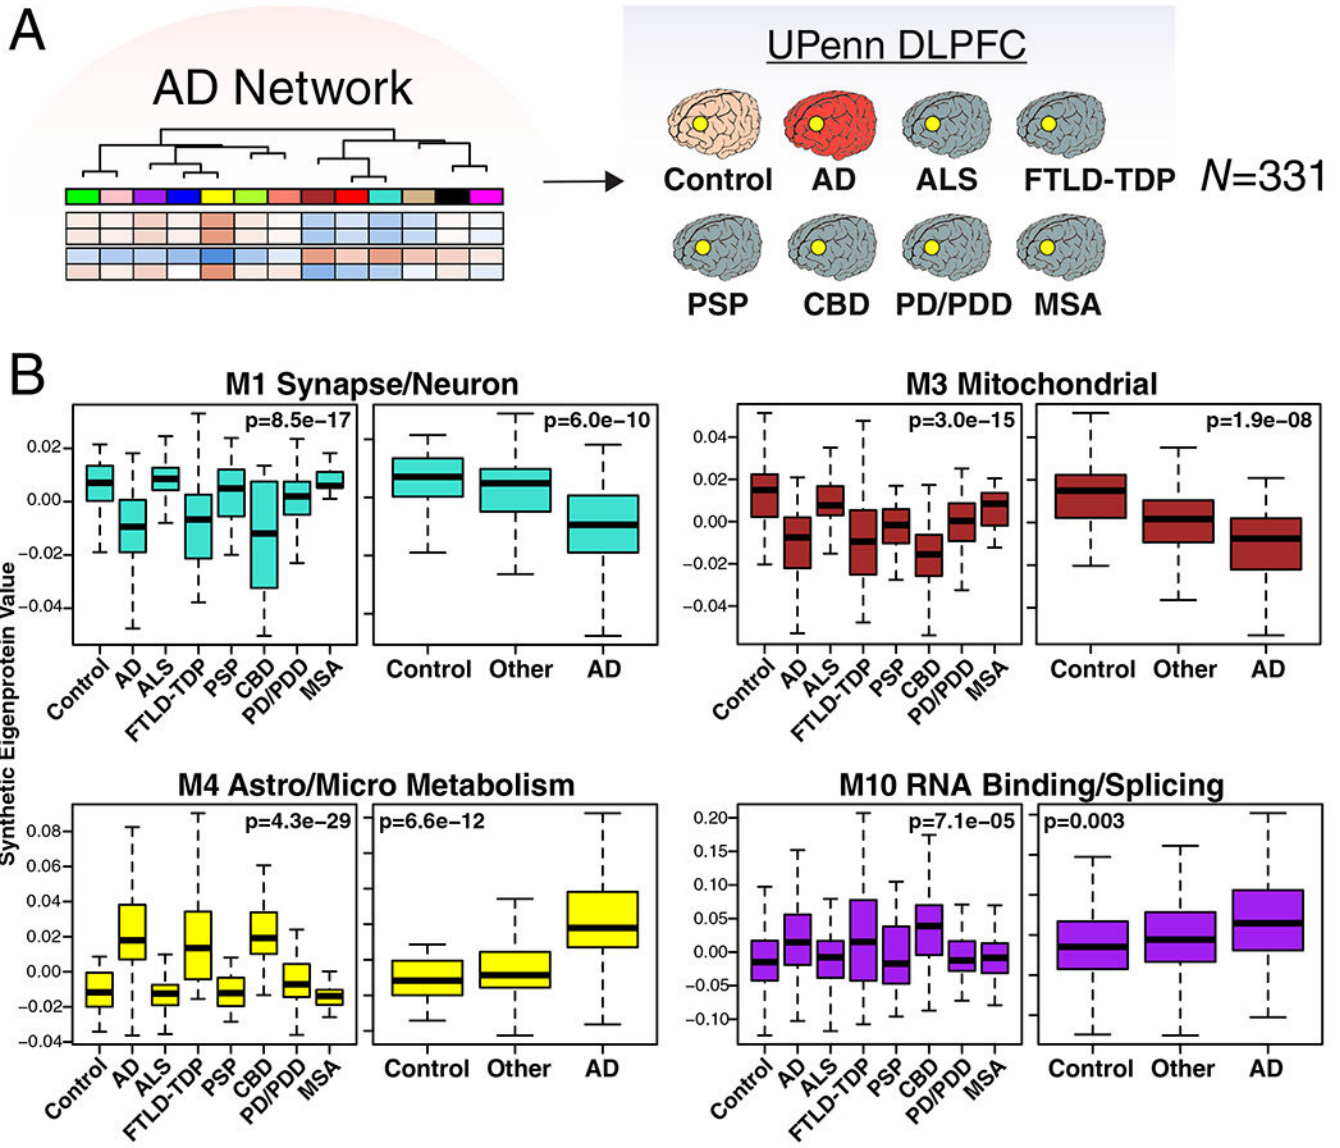 A
AD Network
UPenn DLPFC
Control AD ALS FTLD-TDP
N=331
PSP CBD PD/PDD MSA
B
Synthetic Eigenprotein Value
M1 Synapse/Neuron
p=8.5e−17
p=6.0e−10
0.02
0.00
−0.02
−0.04
Control AD ALS FTLD-TDP PSP CBD PD/PDD MSA
Control Other AD
M3 Mitochondrial
p=3.0e−15
p=1.9e−08
0.04
0.02
0.00
−0.02
−0.04
Control AD ALS FTLD-TDP PSP CBD PD/PDD MSA
Control Other AD
M4 Astro/Micro Metabolism
p=4.3e−29
p=6.6e−12
0.08
0.06
0.04
0.02
0.00
−0.02
−0.04
Control AD ALS FTLD-TDP PSP CBD PD/PDD MSA
Control Other AD
M10 RNA Binding/Splicing
p=7.1e−05
p=0.003
0.20
0.15
0.10
0.05
0.00
−0.05
−0.10
Control AD ALS FTLD-TDP PSP CBD PD/PDD MSA
Control Other AD